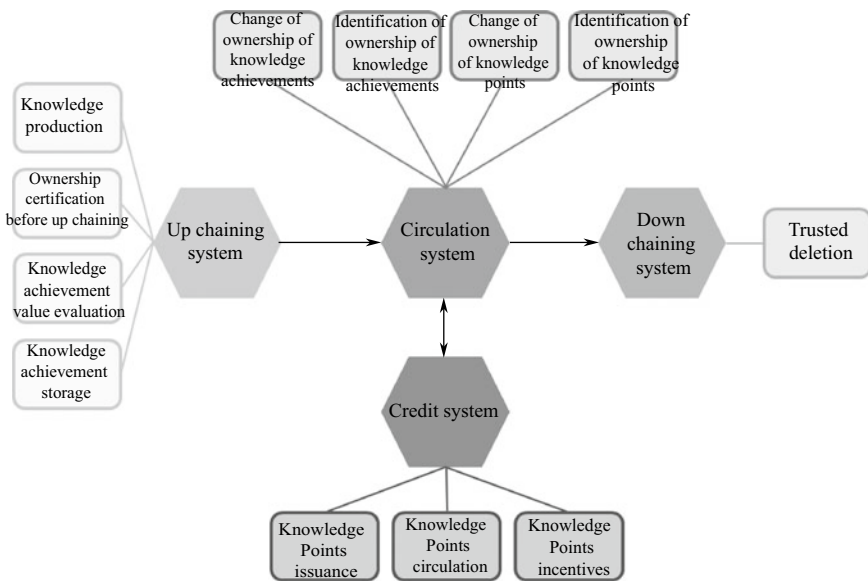 Change of
ownership of
knowledge
achievements
Identification of
ownership of
knowledge
achievements
Change of
ownership
of knowledge
points
Identification of
ownership
of knowledge
points
Knowledge
production
Ownership
certification
before up chaining
Knowledge
achievement
value evaluation
Knowledge
achievement
storage
Up chaining
system
Circulation
system
Down
chaining
system
Trusted
deletion
Credit system
Knowledge
Points
issuance
Knowledge
Points
circulation
Knowledge
Points
incentives